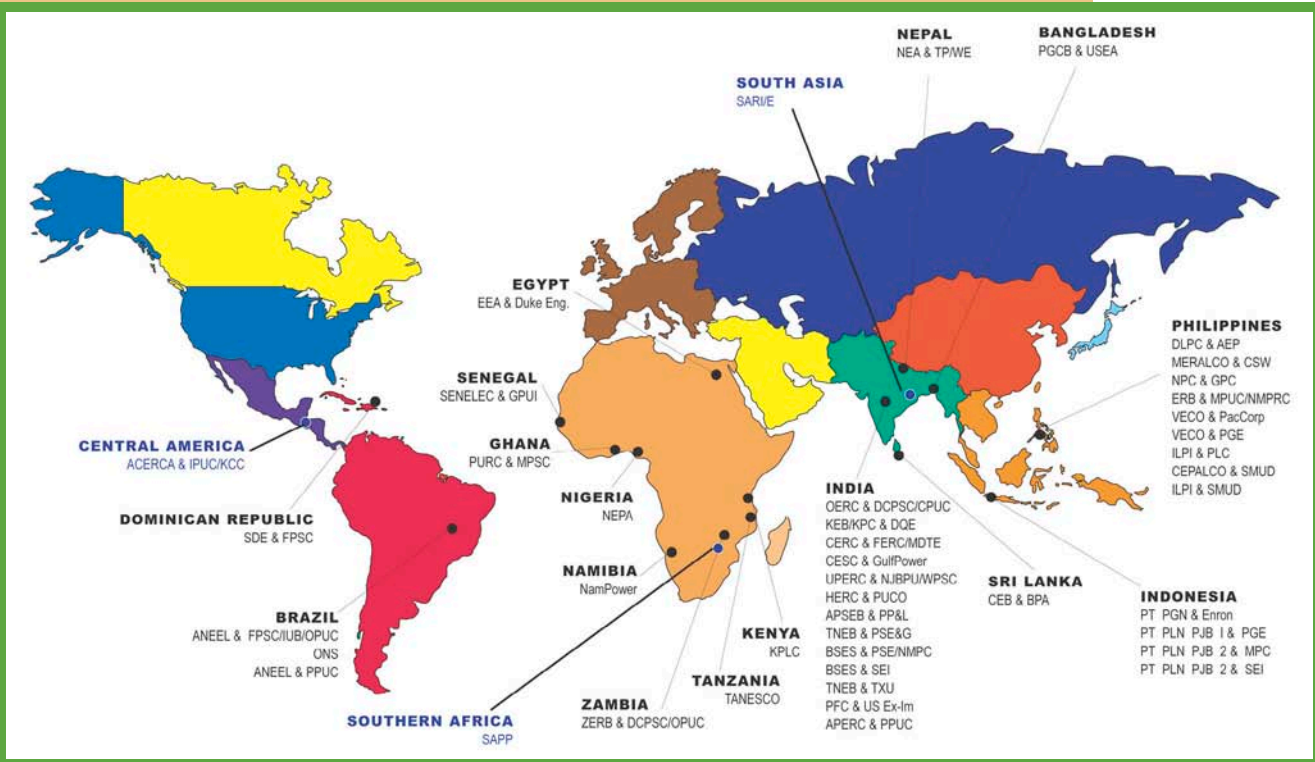 NEPAL
NEA & TP/WE
BANGLADESH
PGCB & USEA
SOUTH ASIA
SARI/E
EGYPT
EEA & Duke Eng.
SENEGAL
SENELEC & GPUI
GHANA
PURC & MPSC
NIGERIA
NEPA
NAMIBIA
NamPower
CENTRAL AMERICA
ACERCA & IPUC/KCC
DOMINICAN REPUBLIC
SDE & FPSC
BRAZIL
ANEEL & FPSC/IUB/OPUC
ONS
ANEEL & PPUC
SOUTHERN AFRICA
SAPP
ZAMBIA
ZERB & DCPSC/OPUC
TANZANIA
TANESCO
KENYA
KPLC
INDIA
OERC & DCPSC/CPUC
KEB/KPC & DQE
CERC & FERC/MDTE
CESC & GulfPower
UPERC & NJBPU/WPSC
HERC & PUCO
APSEB & PP&L
TNEB & PSE&G
BSES & PSE/NMPC
BSES & SEI
TNEB & TXU
PFC & US Ex-Im
APERC & PPUC
SRI LANKA
CEB & BPA
INDONESIA
PT PGN & Enron
PT PLN PJB I & PGE
PT PLN PJB 2 & MPC
PT PLN PJB 2 & SEI
PHILIPPINES
DLPC & AEP
MERALCO & CSW
NPC & GPC
ERB & MPUC/NMPRC
VECO & PacCorp
VECO & PGE
ILPI & PLC
CEPALCO & SMUD
ILPI & SMUD